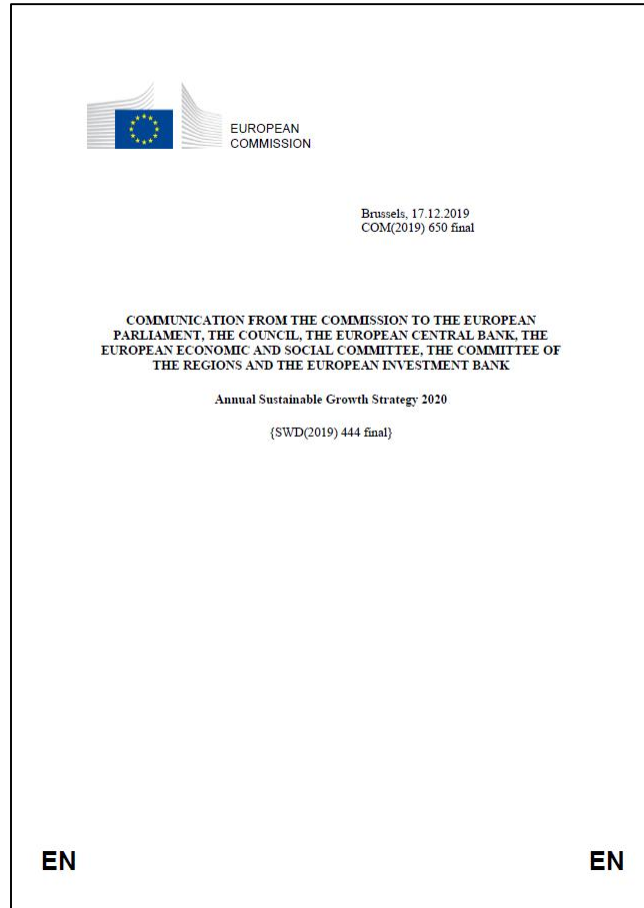 EUROPEAN
COMMISSION
Brussels, 17.12.2019
COM(2019) 650 final
COMMUNICATION FROM THE COMMISSION TO THE EUROPEAN
PARLIAMENT, THE COUNCIL, THE EUROPEAN CENTRAL BANK, THE
EUROPEAN ECONOMIC AND SOCIAL COMMITTEE, THE COMMITTEE OF
THE REGIONS AND THE EUROPEAN INVESTMENT BANK
Annual Sustainable Growth Strategy 2020
{SWD(2019) 444 final}
EN EN